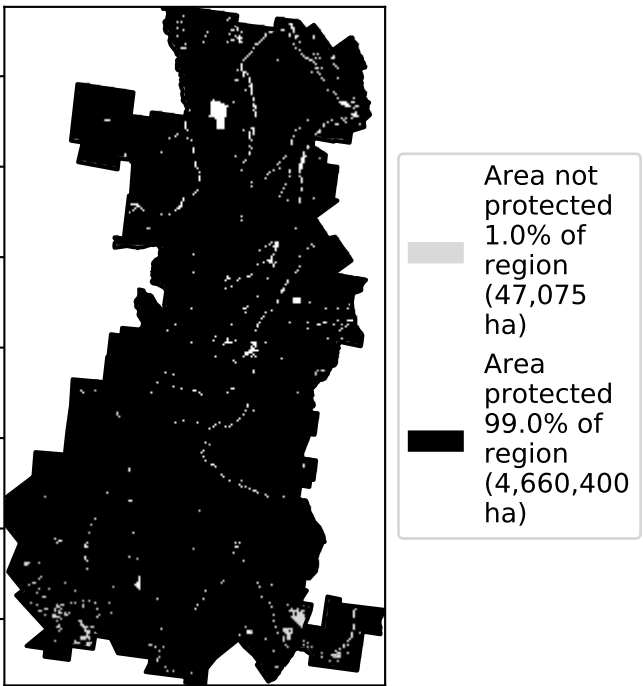 Area not
protected
1.0% of
region
(47,075
ha)
Area
protected
99.0% of
region
(4,660,400
ha)